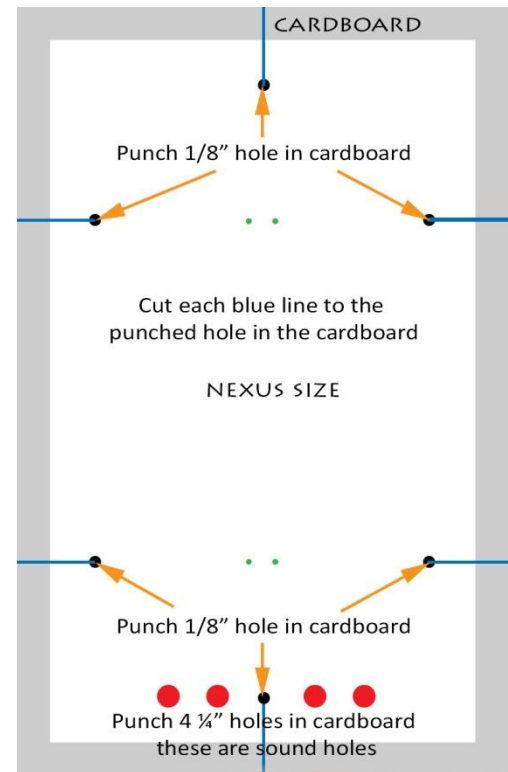 CARDBOARD
Punch 1/8” hole in cardboard
Cut each blue line to the
punched hole in the cardboard
NEXUS SIZE
Punch 1/8” hole in cardboard
Punch 4 ¼” holes in cardboard
these are sound holes